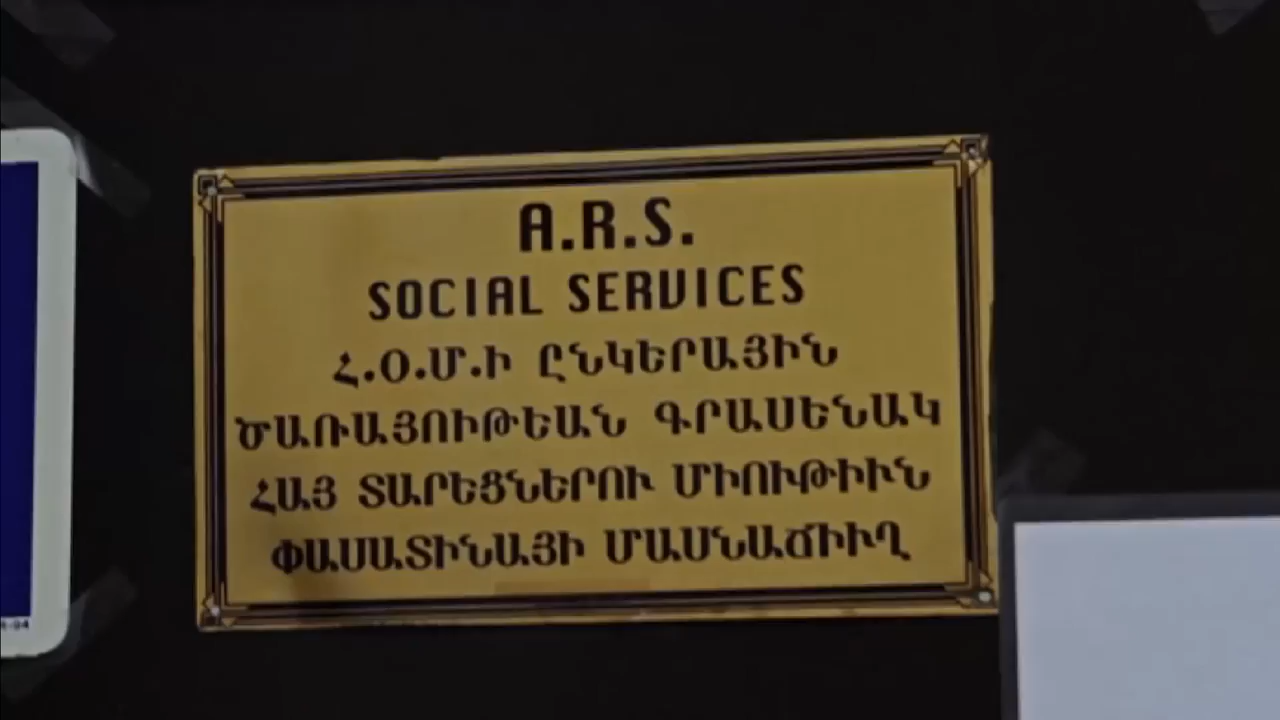 A.R.S.
SOCIAL SERVICES
Հ.Օ.Մ.Ի ԸՆԿԵՐԱՅԻՆ
ԾԱՌԱՅՈՒԹԵԱՆ ԳՐԱՍԵՆԱԿ
ՀԱՅ ՏԱՐԵՑՆԵՐՈՒ ՄԻՈՒԹԻՒՆ
ՓԱՍԱՏԻՆԱՅԻ ՄԱՍՆԱՃԻՒՂ